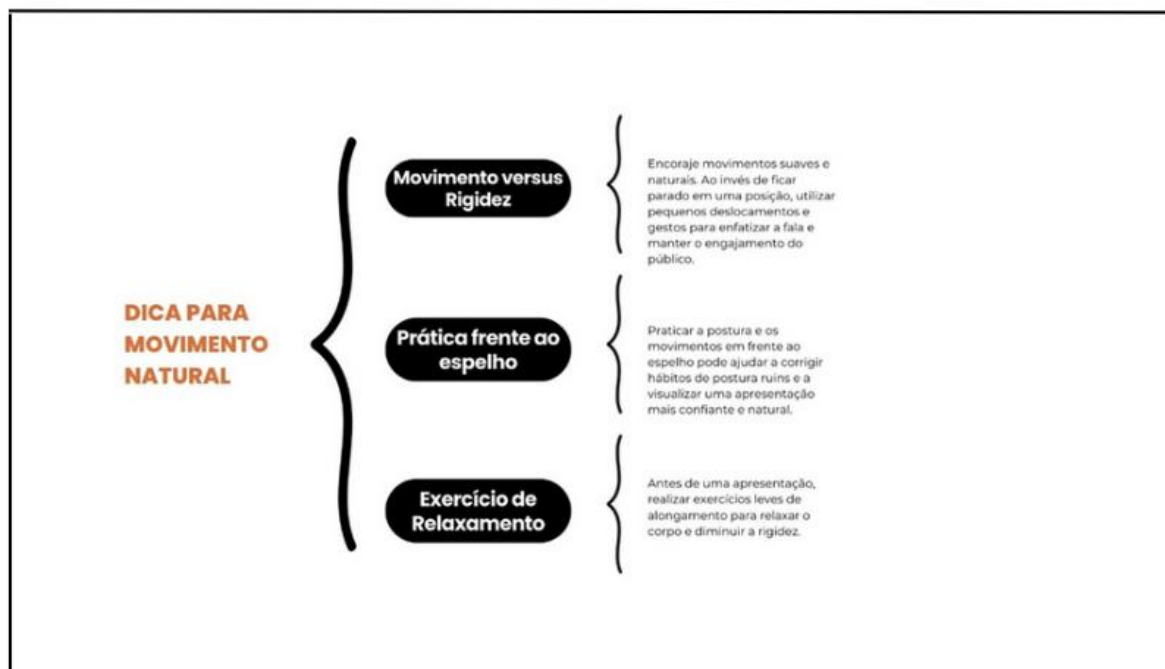 DICA PARA
MOVIMENTO
NATURAL
Movimento versus
Rigidez
Encoraje movimentos suaves e
naturais. Ao invés de ficar
parado em uma posição, utilizar
pequenos deslocamentos e
gestos para enfatizar a fala e
manter o engajamento do
público.
Prática frente ao
espelho
Praticar a postura e os
movimentos em frente ao
espelho pode ajudar a corrigir
hábitos de postura ruins e a
visualizar uma apresentação
mais confiante e natural.
Exercício de
Relaxamento
Antes de uma apresentação,
realizar exercícios leves de
alongamento para relaxar o
corpo e diminuir a rigidez.